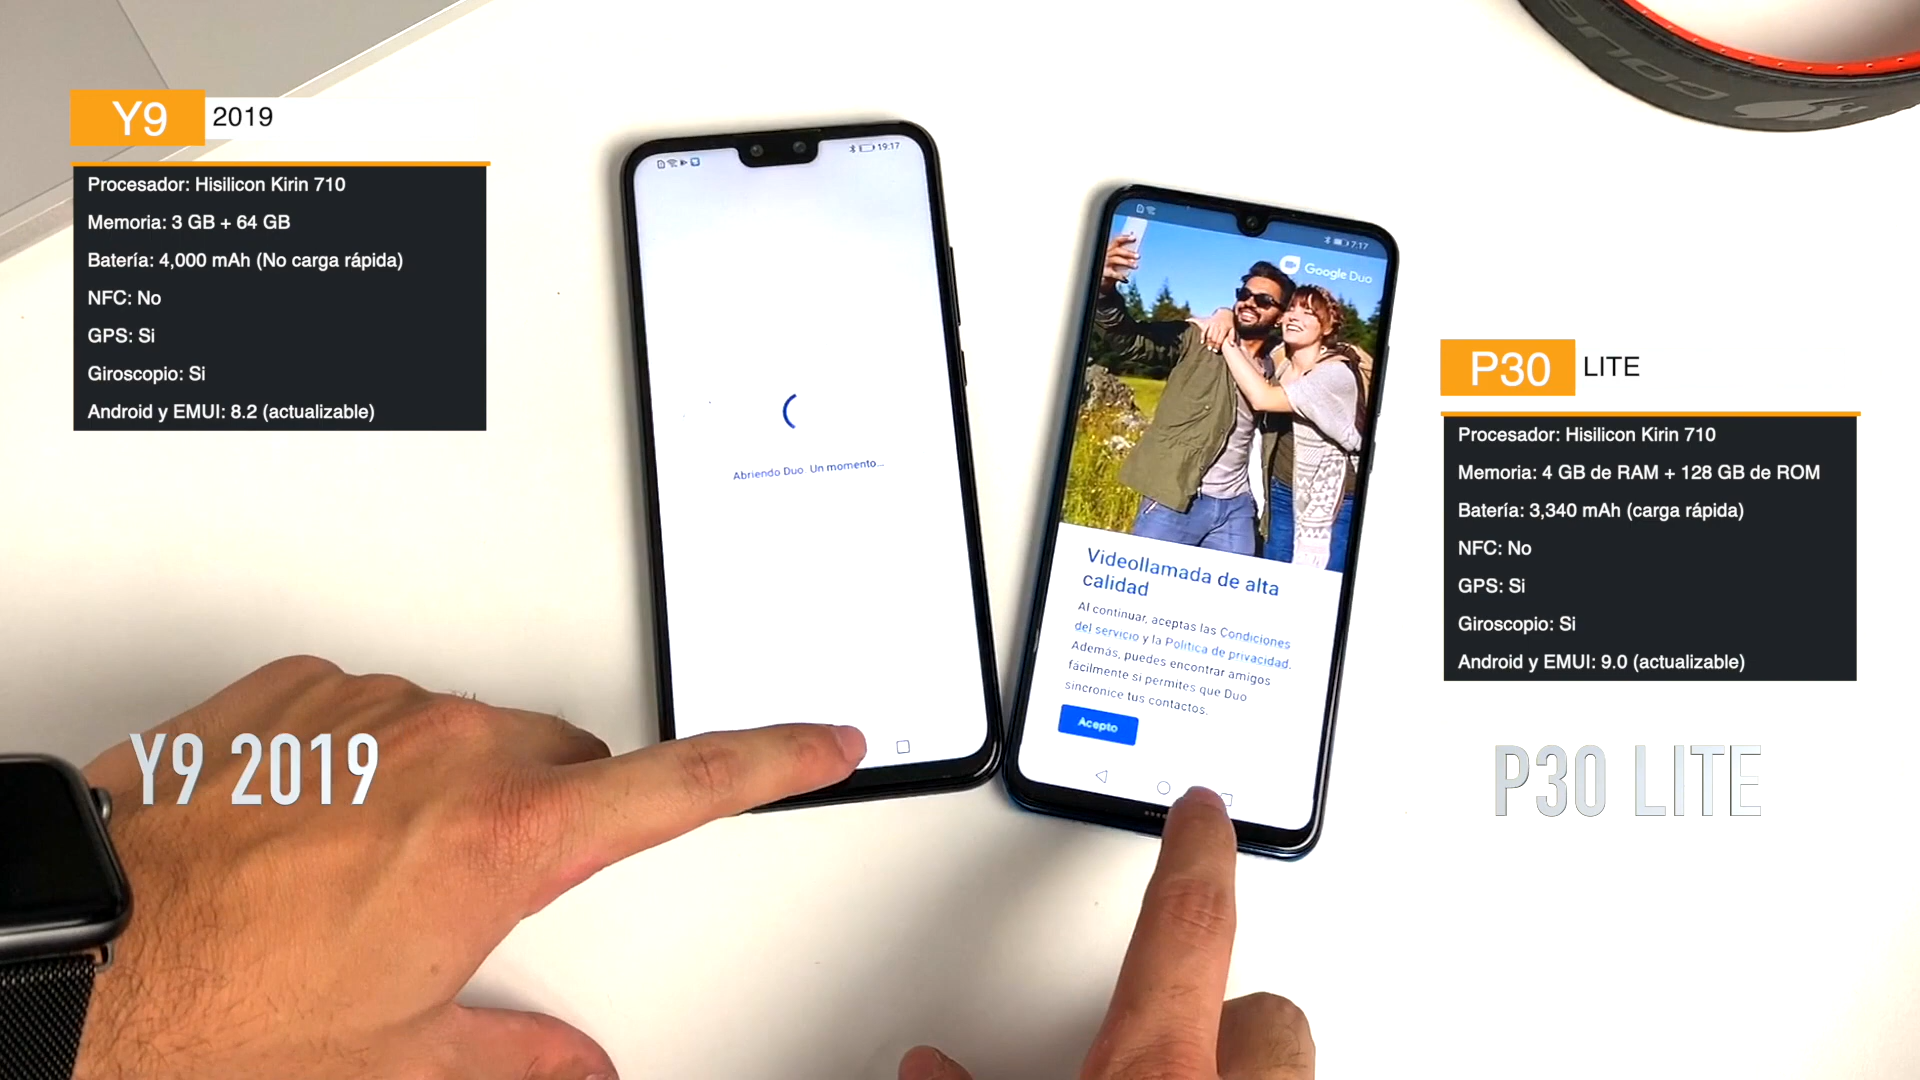 Y9 2019
Procesador: Hisilicon Kirin 710
Memoria: 3 GB + 64 GB
Batería: 4,000 mAh (No carga rápida)
NFC: No
GPS: Si
Giroscopio: Si
Android y EMUI: 8.2 (actualizable)
Y9 2019
19:17
Abriendo Duo. Un momento...
7:17
Google Duo
Videollamada de alta
calidad
Al continuar, aceptas las Condiciones
del servicio y la Política de privacidad.
Además, puedes encontrar amigos
fácilmente si permites que Duo
sincronice tus contactos.
Acepto
P30 LITE
Procesador: Hisilicon Kirin 710
Memoria: 4 GB de RAM + 128 GB de ROM
Batería: 3,340 mAh (carga rápida)
NFC: No
GPS: Si
Giroscopio: Si
Android y EMUI: 9.0 (actualizable)
P30 LITE